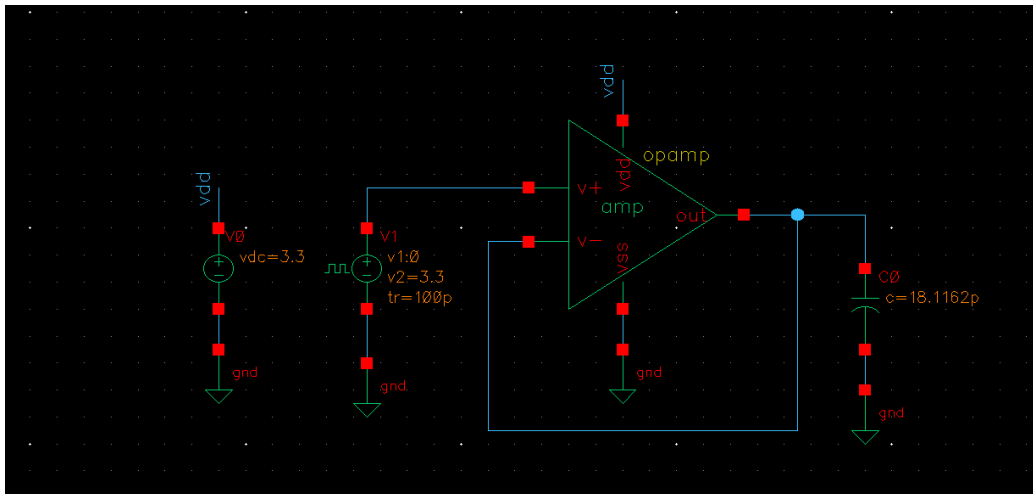 vdd
V0
vdc=3.3
gnd
V1
v1:0
v2=3.3
tr=100p
gnd
vdd
opamp
vdd
v+
amp
out
v-
vss
gnd
C0
c=18.1162p
gnd